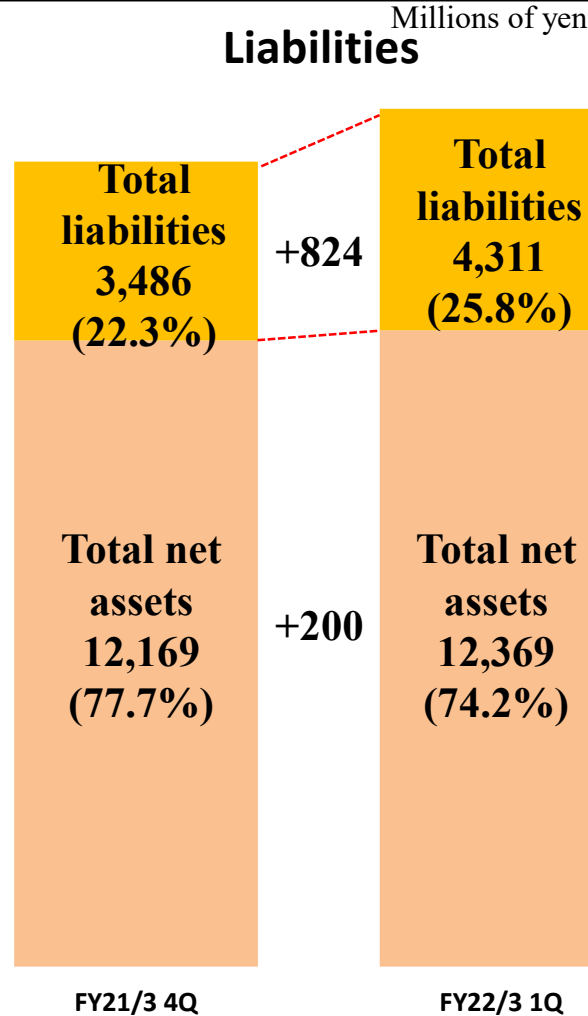 Millions of yen
Liabilities
Total
liabilities
3,486
(22.3%)
+824
Total
liabilities
4,311
(25.8%)
Total net
assets
12,169
(77.7%)
+200
Total net
assets
12,369
(74.2%)
FY21/3 4Q
FY22/3 1Q